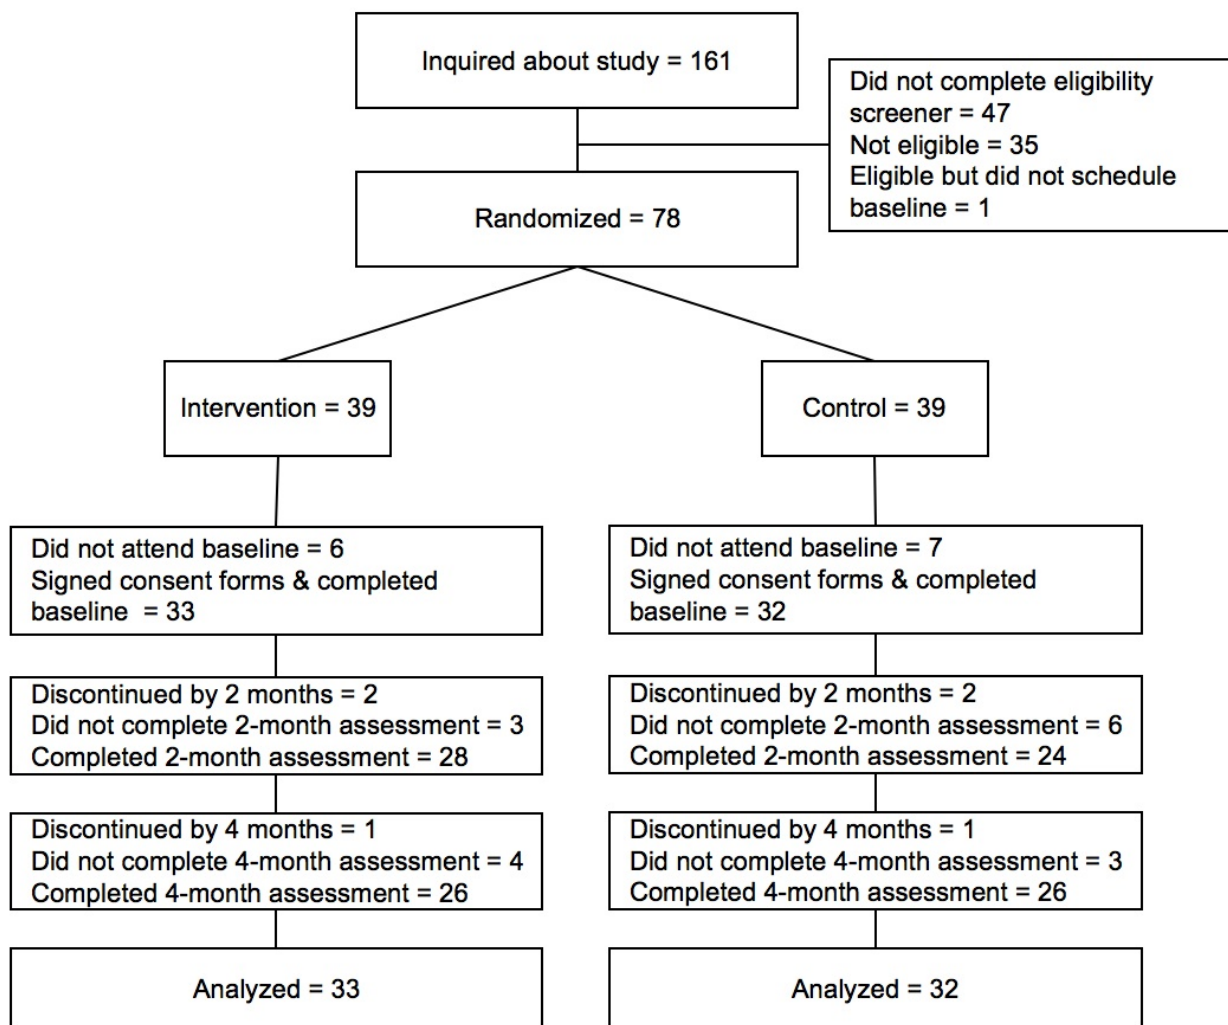 Inquired about study = 161
Did not complete eligibility
screener = 47
Not eligible = 35
Eligible but did not schedule
baseline = 1
Randomized = 78
Intervention = 39
Control = 39
Did not attend baseline = 6
Signed consent forms & completed
baseline  = 33
Did not attend baseline = 7
Signed consent forms & completed
baseline = 32
Discontinued by 2 months = 2
Did not complete 2-month assessment = 3
Completed 2-month assessment = 28
Discontinued by 2 months = 2
Did not complete 2-month assessment = 6
Completed 2-month assessment = 24
Discontinued by 4 months = 1
Did not complete 4-month assessment = 4
Completed 4-month assessment = 26
Discontinued by 4 months = 1
Did not complete 4-month assessment = 3
Completed 4-month assessment = 26
Analyzed = 33
Analyzed = 32